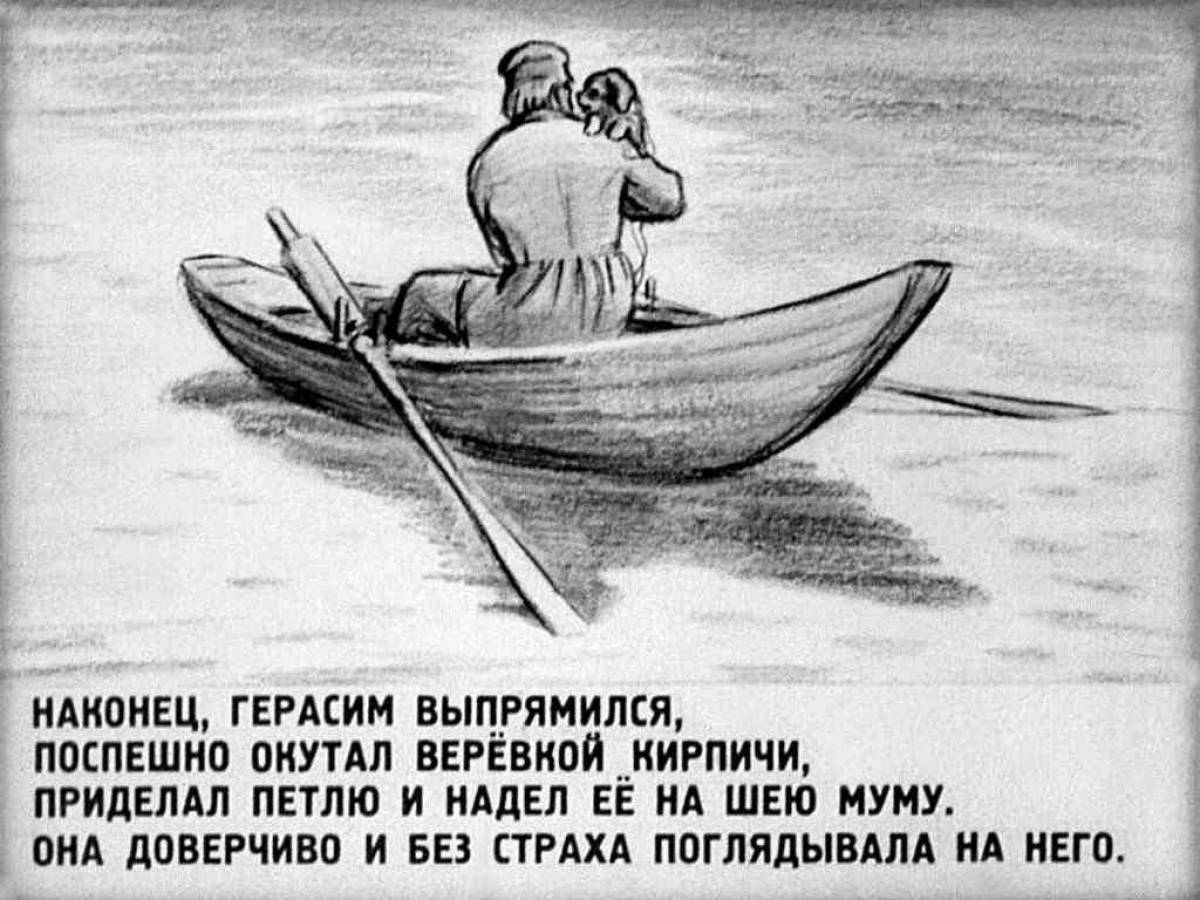 НАКОНЕЦ, ГЕРАСИМ ВЫПРЯМИЛСЯ,
ПОСПЕШНО ОКУТАЛ ВЕРЁВКОЙ КИРПИЧИ,
ПРИДЕЛАЛ ПЕТЛЮ И НАДЕЛ ЕЁ НА ШЕЮ МУМУ.
ОНА ДОВЕРЧИВО И БЕЗ СТРАХА ПОГЛЯДЫВАЛА НА НЕГО.